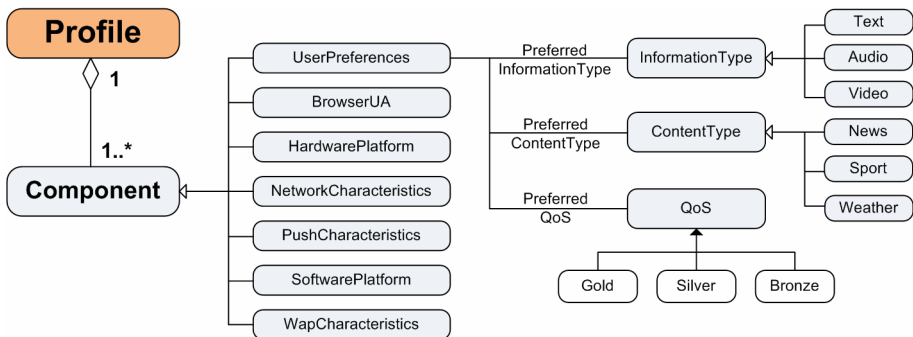 Profile
1
1..*
Component
UserPreferences
BrowserUA
HardwarePlatform
NetworkCharacteristics
PushCharacteristics
SoftwarePlatform
WapCharacteristics
Preferred
InformationType
InformationType
Text
Audio
Video
Preferred
ContentType
ContentType
News
Sport
Weather
Preferred
QoS
QoS
Gold
Silver
Bronze